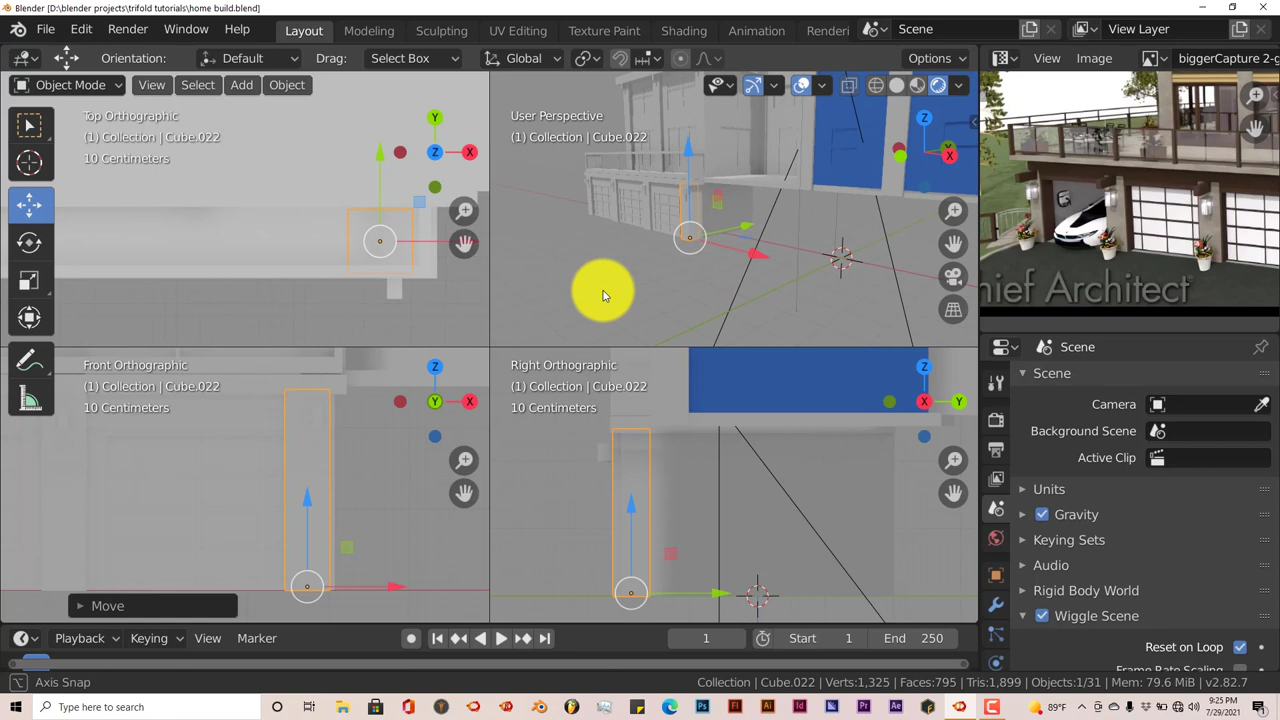 Blender [D:\blender projects\trifold tutorials\home build.blend]
File Edit Render Window Help Layout Modeling Sculpting UV Editing Texture Paint Shading Animation Renderi Scene View Layer
Orientation: Default Drag: Select Box Global Options View Image biggerCapture 2-g
Object Mode View Select Add Object
Top Orthographic
(1) Collection | Cube.022
10 Centimeters
User Perspective
(1) Collection | Cube.022
Z Y X
Z Y X
hief Architect
Front Orthographic
(1) Collection | Cube.022
10 Centimeters
Z Y X
Right Orthographic
(1) Collection | Cube.022
10 Centimeters
Z X Y
Move
Scene
Scene
Camera
Background Scene
Active Clip
Units
Gravity
Keying Sets
Audio
Rigid Body World
Wiggle Scene
Reset on Loop
Frame Rate Scaling
Playback Keying View Marker 1 Start 1 End 250
Axis Snap Collection | Cube.022 | Verts:1,325 | Faces:795 | Tris:1,899 | Objects:1/31 | Mem: 79.6 MiB | v2.82.7
Type here to search 89°F 9:25 PM
7/29/2021